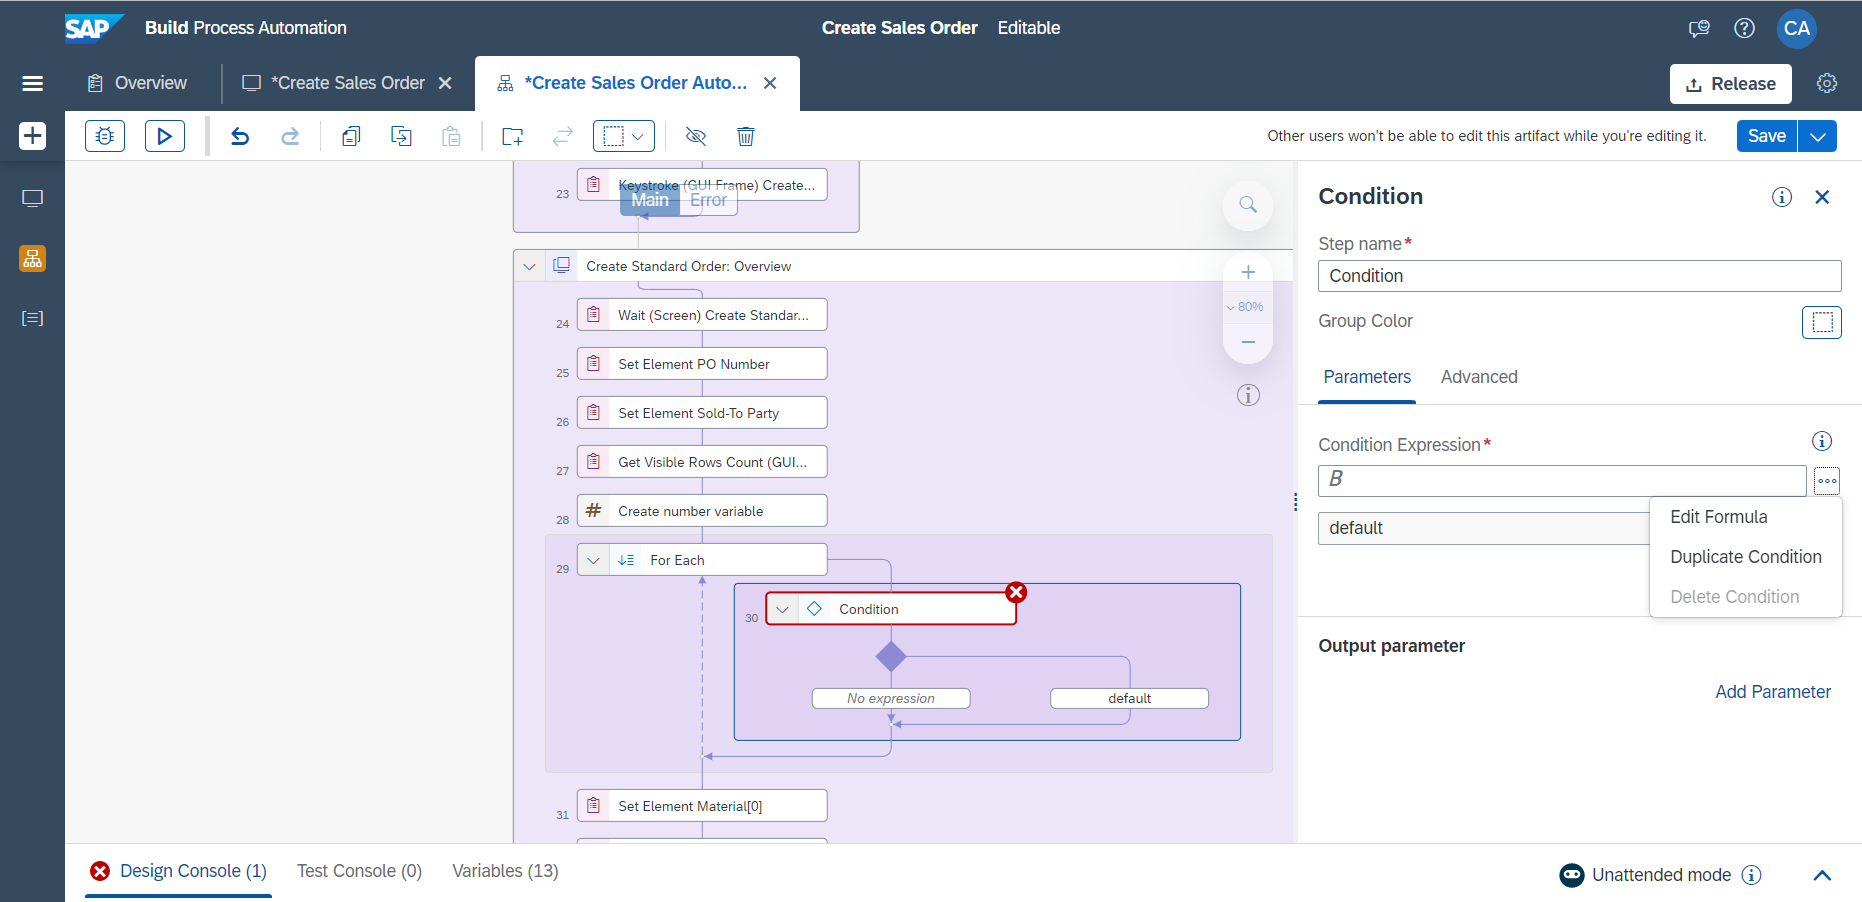 SAP Build Process Automation
Create Sales Order Editable
CA
Overview
*Create Sales Order
*Create Sales Order Auto...
Release
Other users won't be able to edit this artifact while you're editing it.
Save
23 Keystroke (GUI Frame) Create...
Main Error
Create Standard Order: Overview
80%
24 Wait (Screen) Create Standar...
25 Set Element PO Number
26 Set Element Sold-To Party
27 Get Visible Rows Count (GUI...
28 # Create number variable
29 For Each
30 Condition
No expression
default
31 Set Element Material[0]
Condition
Step name*
Condition
Group Color
Parameters Advanced
Condition Expression*
B
default
Edit Formula
Duplicate Condition
Delete Condition
Output parameter
Add Parameter
Design Console (1) Test Console (0) Variables (13)
Unattended mode